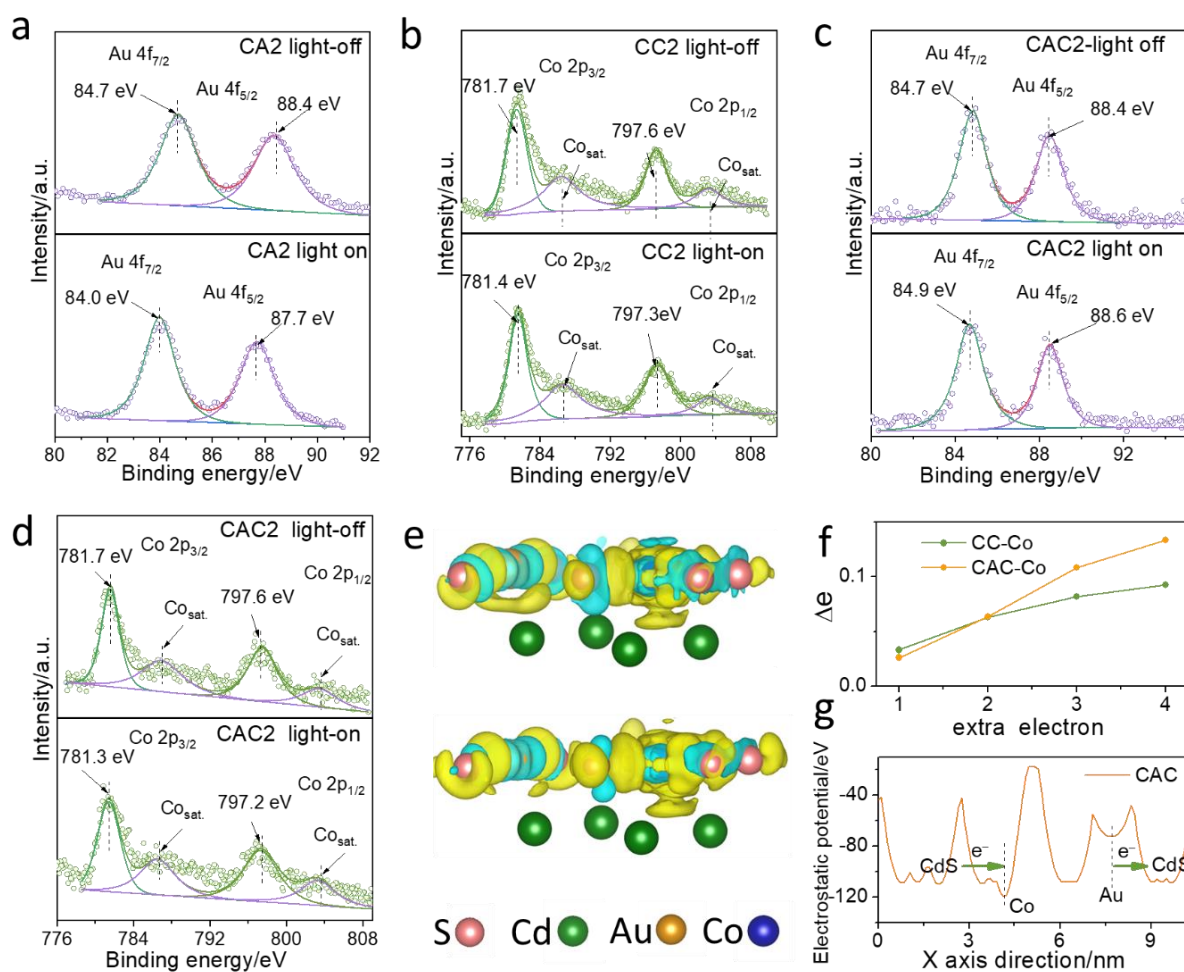 a
CA2 light-off
Au 4f7/2
84.7 eV
Au 4f5/2
88.4 eV
CA2 light on
Au 4f7/2
84.0 eV
Au 4f5/2
87.7 eV
Intensity/a.u.
80 82 84 86 88 90 92
Binding energy/eV
b
CC2 light-off
Co 2p3/2
781.7 eV
Co 2p1/2
797.6 eV
Cosat.
Cosat.
CC2 light-on
Co 2p3/2
781.4 eV
Co 2p1/2
797.3eV
Cosat.
Cosat.
Intensity/a.u.
776 784 792 800 808
Binding energy/eV
c
CAC2-light off
Au 4f7/2
84.7 eV
Au 4f5/2
88.4 eV
CAC2 light on
Au 4f7/2
84.9 eV
Au 4f5/2
88.6 eV
Intensity/a.u.
80 85 90
Binding energy/eV
d
CAC2 light-off
781.7 eV
Co 2p3/2
Co 2p1/2
797.6 eV
Cosat.
Cosat.
CAC2 light-on
Co 2p3/2
781.3 eV
Co 2p1/2
797.2 eV
Cosat.
Cosat.
Intensity/a.u.
776 784 792 800 808
Binding energy/eV
e
S Cd Au Co
f
CC-Co
CAC-Co
0.1
0.0
Δe
1 2 3 4
extra electron
g
CAC
-40
-80
-120
Electrostatic potential/eV
CdS
e⁻
Co
Au
e⁻
CdS
0 3 6 9
X axis direction/nm